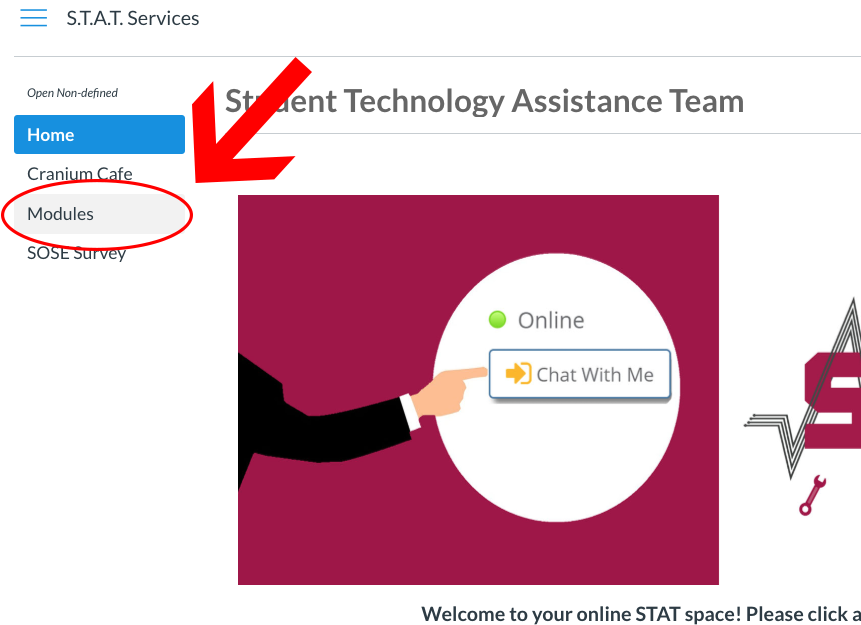 S.T.A.T. Services
Open Non-defined
Home
Cranium Cafe
Modules
SOSE Survey
Student Technology Assistance Team
Online
Chat With Me
S
Welcome to your online STAT space! Please click a